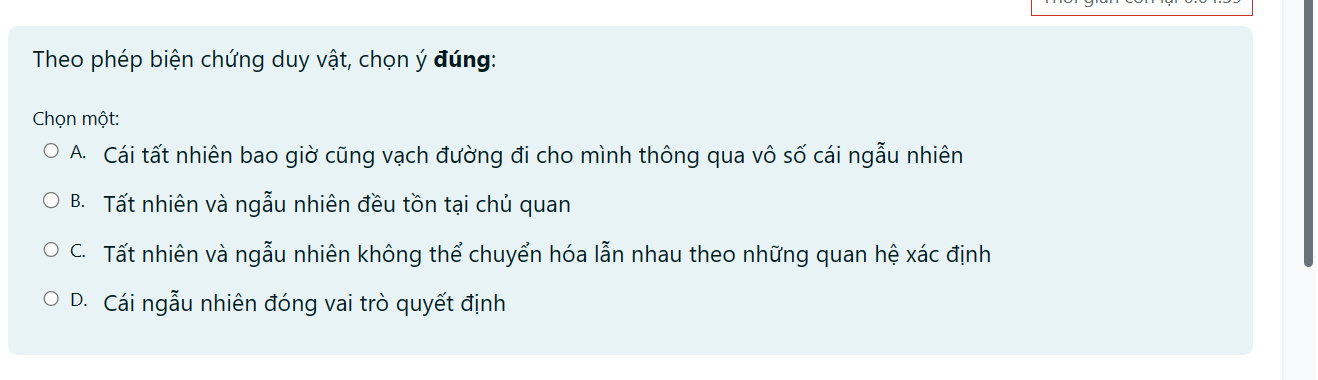 Theo phép biện chứng duy vật, chọn ý đúng:
Chọn một:
A. Cái tất nhiên bao giờ cũng vạch đường đi cho mình thông qua vô số cái ngẫu nhiên
B. Tất nhiên và ngẫu nhiên đều tồn tại chủ quan
C. Tất nhiên và ngẫu nhiên không thể chuyển hóa lẫn nhau theo những quan hệ xác định
D. Cái ngẫu nhiên đóng vai trò quyết định